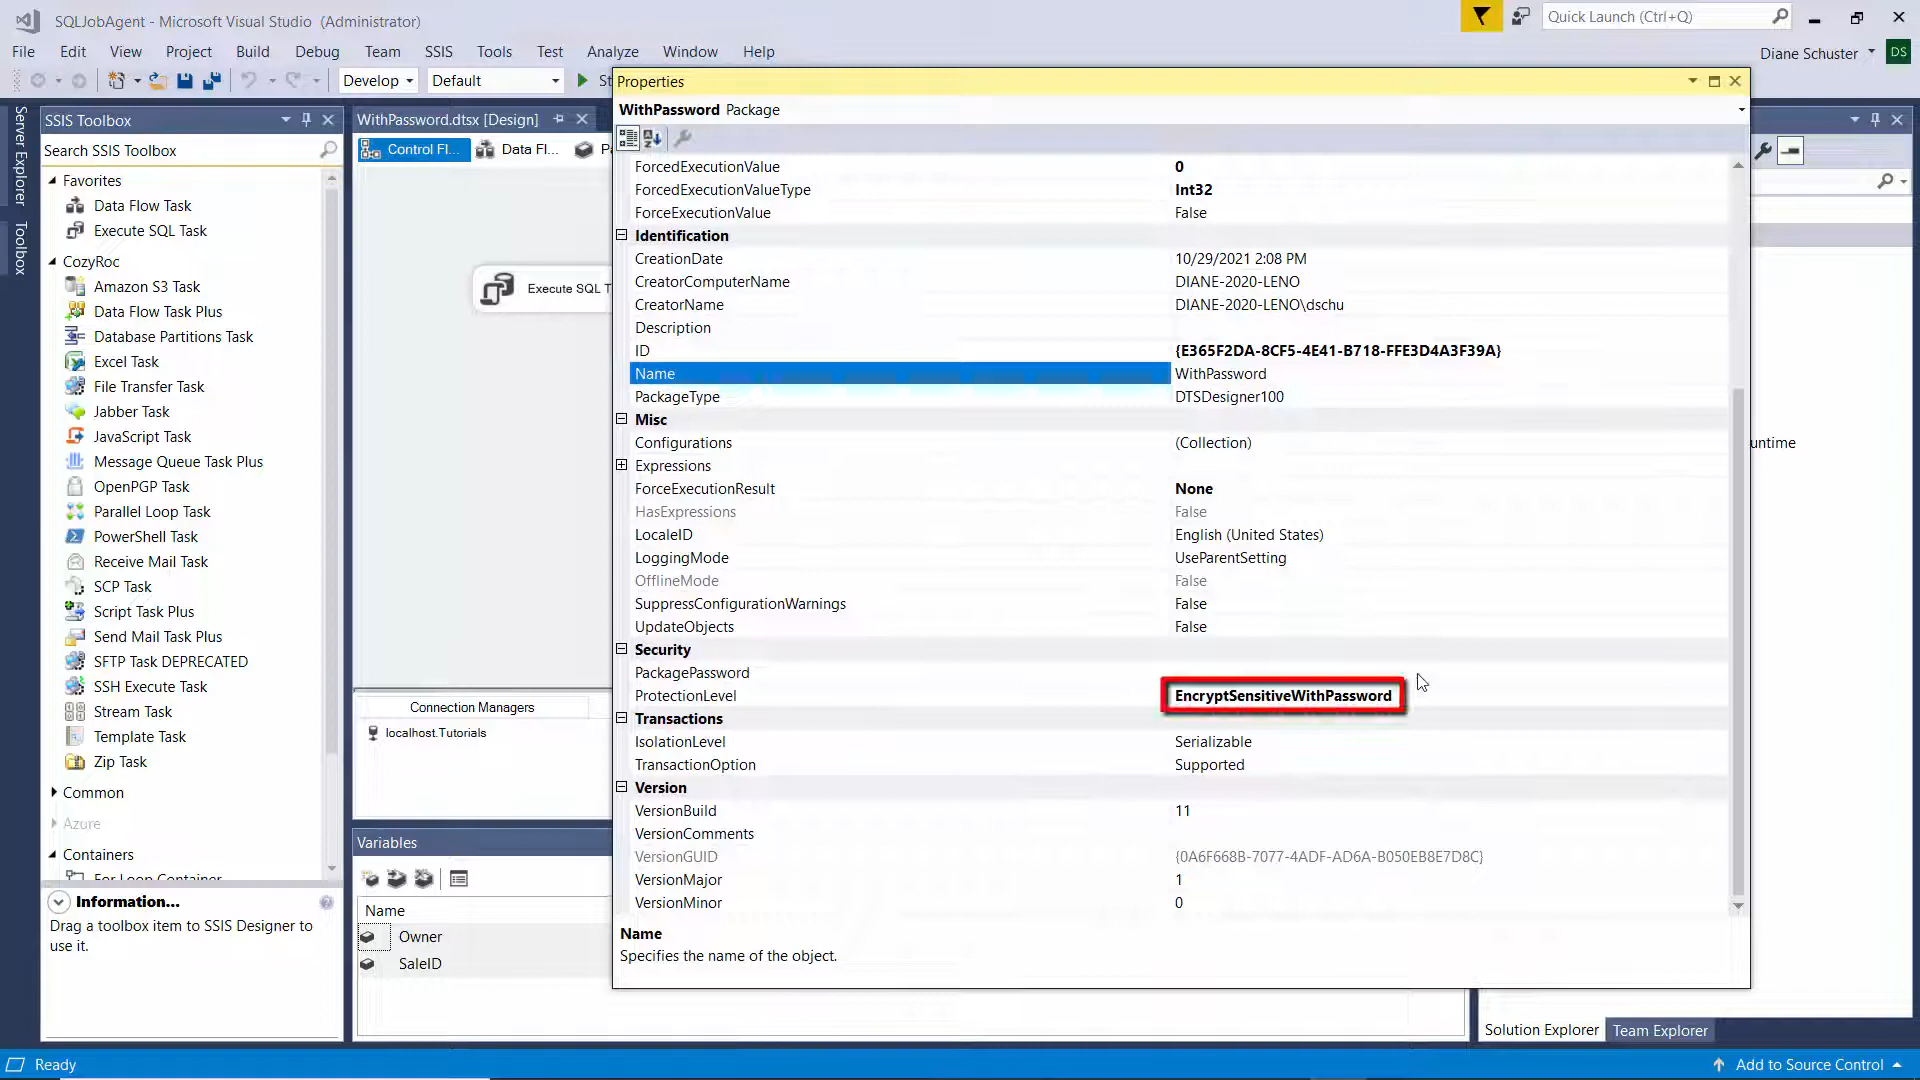 SQLJobAgent - Microsoft Visual Studio (Administrator)
Quick Launch (Ctrl+Q)
File Edit View Project Build Debug Team SSIS Tools Test Analyze Window Help
Diane Schuster DS
Develop Default
Server Explorer
Toolbox
SSIS Toolbox
Search SSIS Toolbox
Favorites
Data Flow Task
Execute SQL Task
CozyRoc
Amazon S3 Task
Data Flow Task Plus
Database Partitions Task
Excel Task
File Transfer Task
Jabber Task
JavaScript Task
Message Queue Task Plus
OpenPGP Task
Parallel Loop Task
PowerShell Task
Receive Mail Task
SCP Task
Script Task Plus
Send Mail Task Plus
SFTP Task DEPRECATED
SSH Execute Task
Stream Task
Template Task
Zip Task
Common
Azure
Containers
For Loop Container
Information...
Drag a toolbox item to SSIS Designer to
use it.
WithPassword.dtsx [Design]
Control Fl... Data Fl...
Execute SQL T
Connection Managers
localhost.Tutorials
Variables
Name
Owner
SaleID
Properties
WithPassword Package
ForcedExecutionValue 0
ForcedExecutionValueType Int32
ForceExecutionValue False
Identification
CreationDate 10/29/2021 2:08 PM
CreatorComputerName DIANE-2020-LENO
CreatorName DIANE-2020-LENO\dschu
Description
ID {E365F2DA-8CF5-4E41-B718-FFE3D4A3F39A}
Name WithPassword
PackageType DTSDesigner100
Misc
Configurations (Collection)
Expressions
ForceExecutionResult None
HasExpressions False
LocaleID English (United States)
LoggingMode UseParentSetting
OfflineMode False
SuppressConfigurationWarnings False
UpdateObjects False
Security
PackagePassword
ProtectionLevel EncryptSensitiveWithPassword
Transactions
IsolationLevel Serializable
TransactionOption Supported
Version
VersionBuild 11
VersionComments
VersionGUID {0A6F668B-7077-4ADF-AD6A-B050EB8E7D8C}
VersionMajor 1
VersionMinor 0
Name
Specifies the name of the object.
untime
Solution Explorer Team Explorer
Ready
Add to Source Control